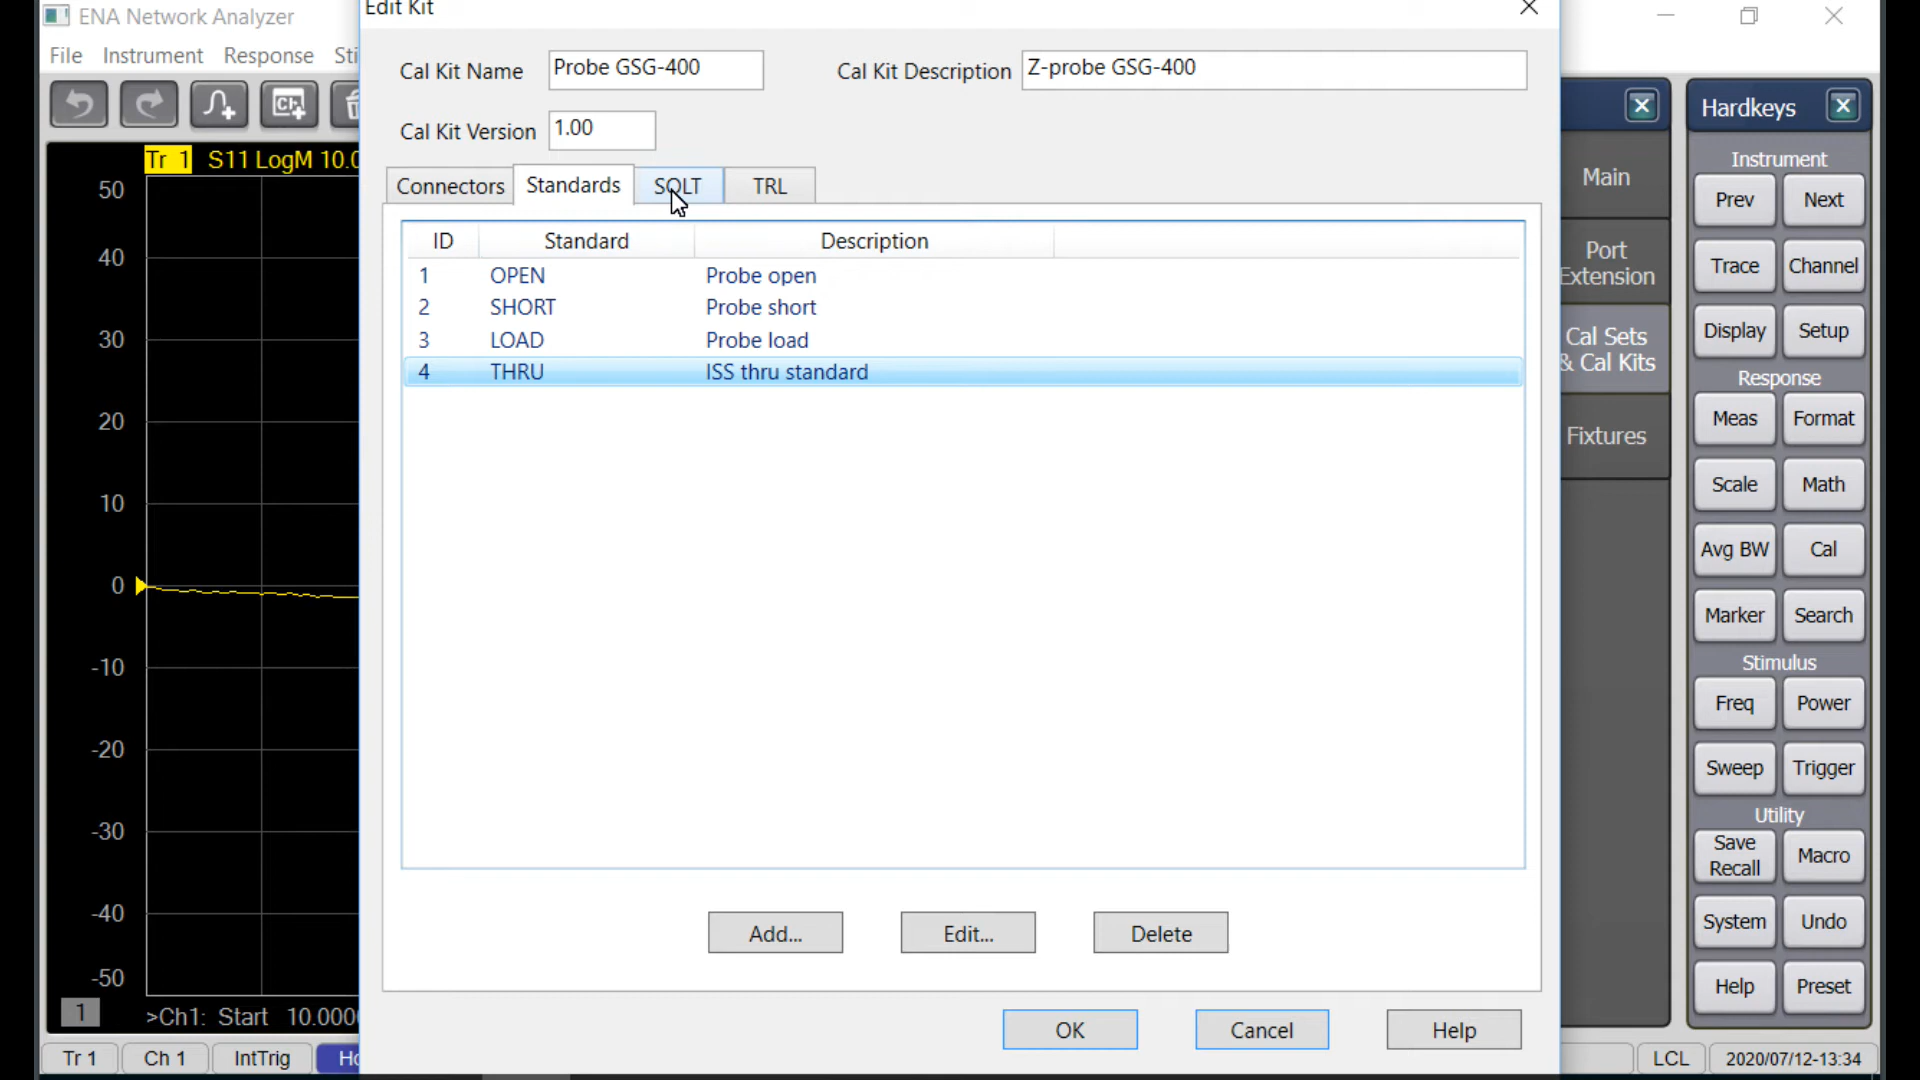 ENA Network Analyzer
Edit Kit
File Instrument Response Sti
Cal Kit Name Probe GSG-400 Cal Kit Description Z-probe GSG-400
Cal Kit Version 1.00
Connectors Standards SOLT TRL
ID Standard Description
1 OPEN Probe open
2 SHORT Probe short
3 LOAD Probe load
4 THRU ISS thru standard
Add... Edit... Delete
OK Cancel Help
Tr 1 S11 LogM 10.0
50
40
30
20
10
0
-10
-20
-30
-40
-50
1 >Ch1: Start 10.0000
Tr 1 Ch 1 IntTrig Ho
Main
Port
Extension
Cal Sets
& Cal Kits
Fixtures
Hardkeys
Instrument
Prev Next
Trace Channel
Display Setup
Response
Meas Format
Scale Math
Avg BW Cal
Marker Search
Stimulus
Freq Power
Sweep Trigger
Utility
Save
Recall Macro
System Undo
Help Preset
LCL 2020/07/12-13:34